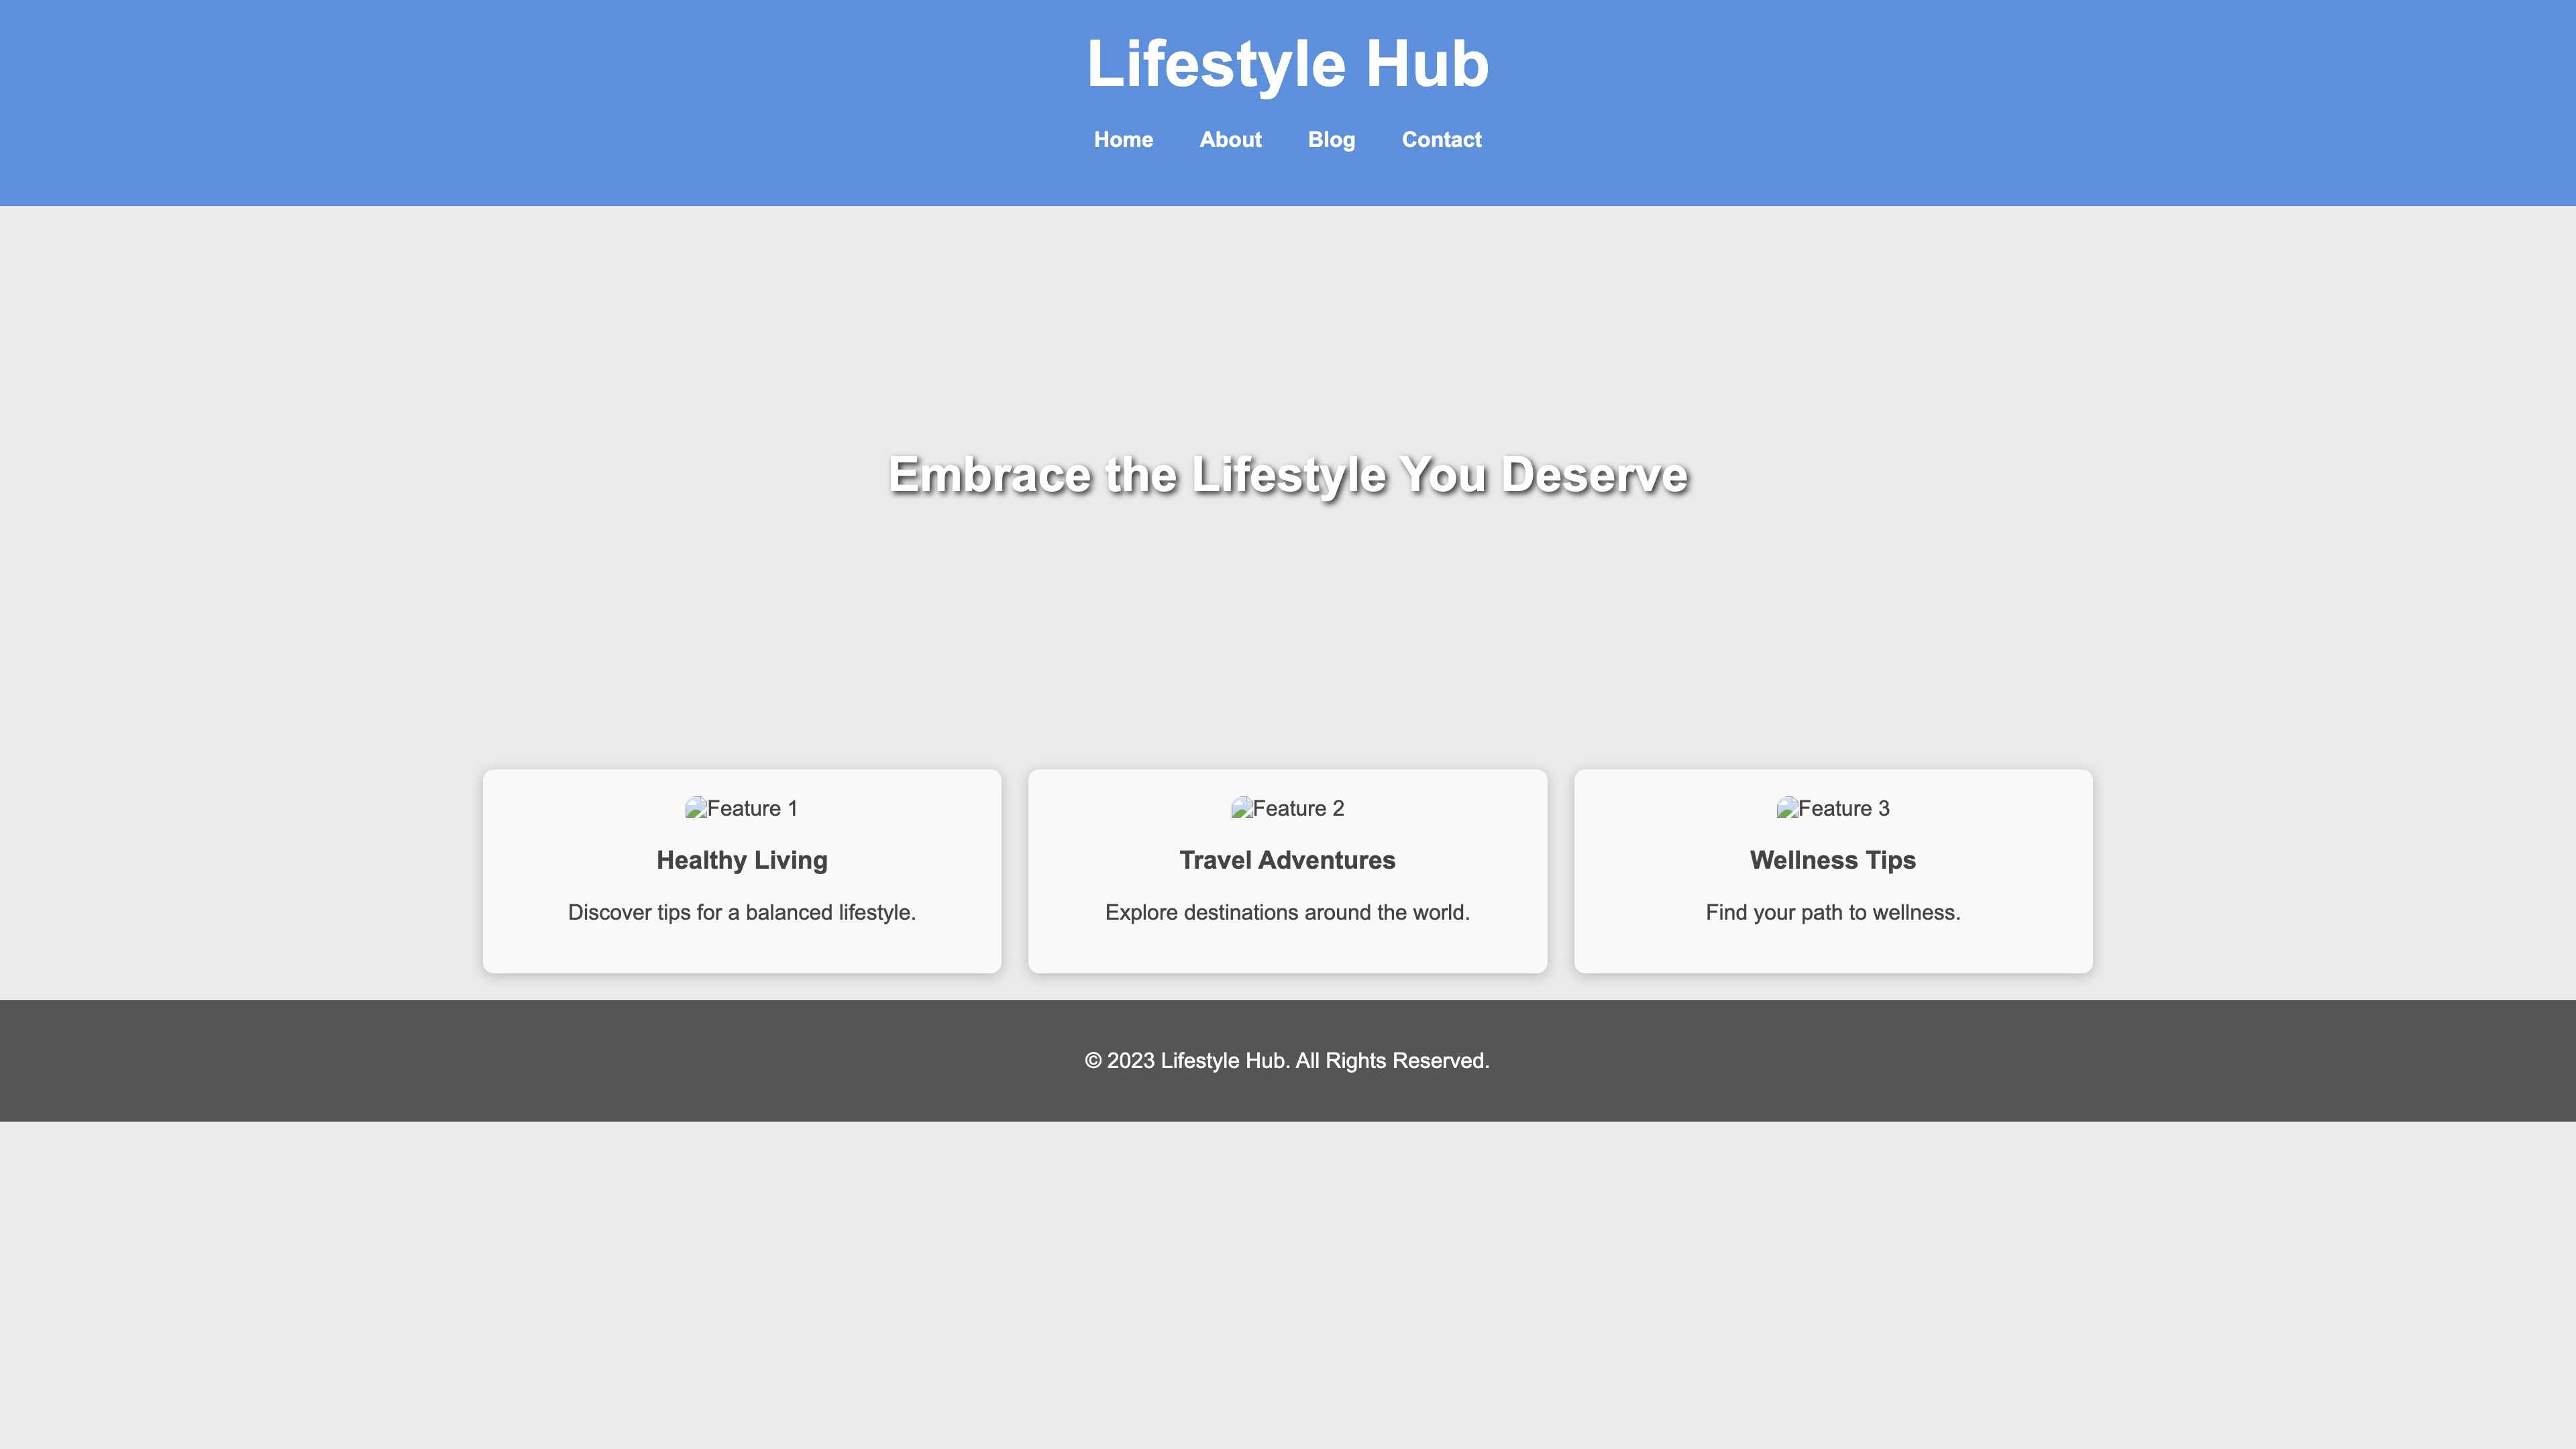 Lifestyle Hub
Home About Blog Contact
Embrace the Lifestyle You Deserve
Feature 1
Healthy Living
Discover tips for a balanced lifestyle.
Feature 2
Travel Adventures
Explore destinations around the world.
Feature 3
Wellness Tips
Find your path to wellness.
© 2023 Lifestyle Hub. All Rights Reserved.